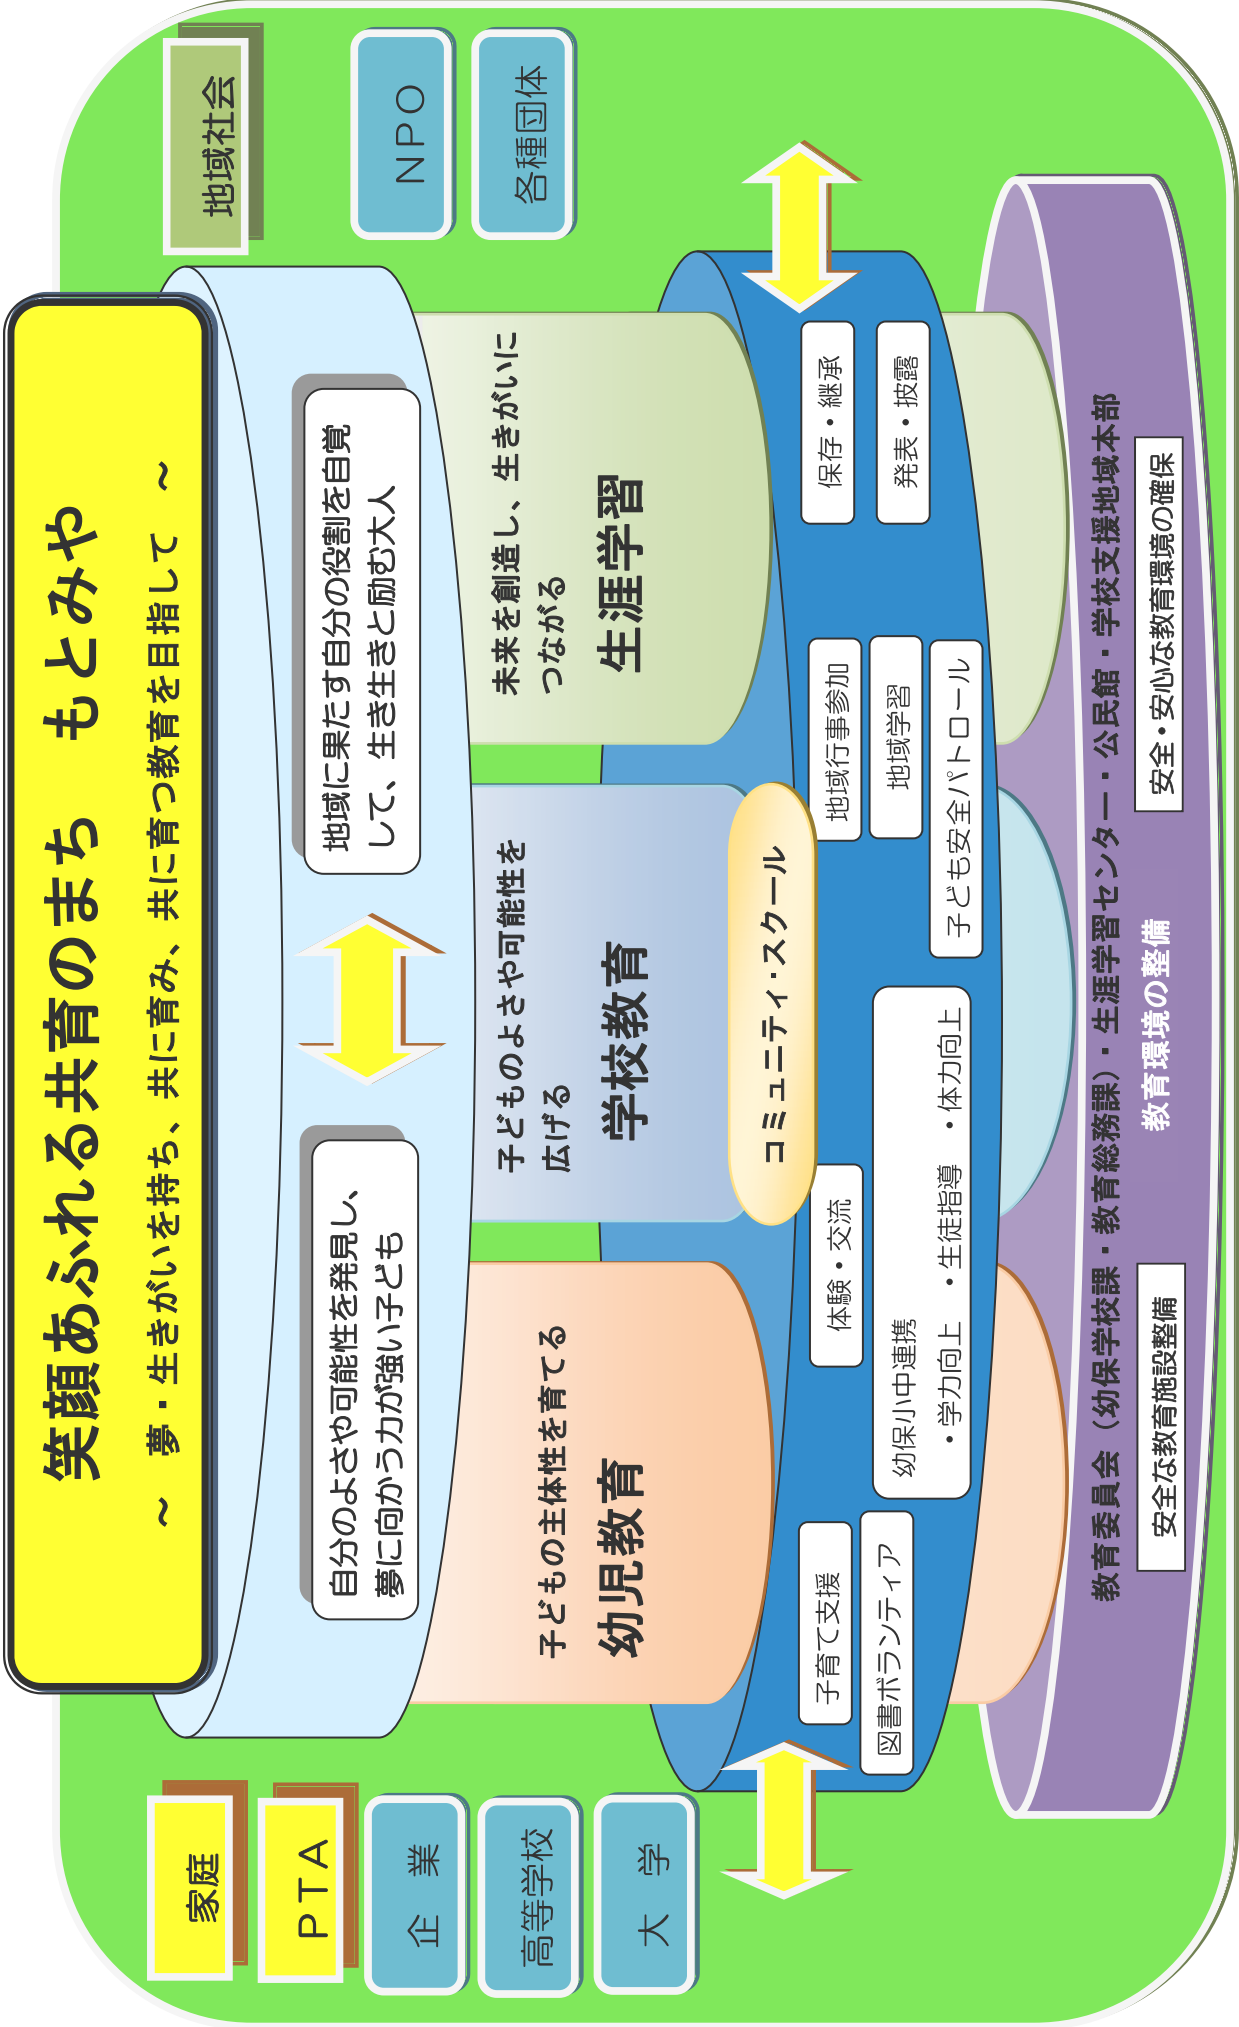 笑顔あふれる共育のまち　もとみや
～　夢・生きがいを持ち、共に育み、共に育つ教育を目指して　～
家庭
ＰＴＡ
企　業
高等学校
大　学
地域社会
ＮＰＯ
各種団体
自分のよさや可能性を発見し、
夢に向かう力が強い子ども
地域に果たす自分の役割を自覚
して、生き生きと励む大人
子どもの主体性を育てる
幼児教育
子どものよさや可能性を
広げる
学校教育
未来を創造し、生きがいに
つながる
生涯学習
コミュニティ・スクール
子育て支援
図書ボランティア
体験・交流
幼保小中連携
・学力向上　・生徒指導　・体力向上
地域行事参加
地域学習
子ども安全パトロール
保存・継承
発表・披露
教育委員会（幼保学校課・教育総務課）・生涯学習センター・公民館・学校支援地域本部
教育環境の整備
安全な教育施設整備
安全・安心な教育環境の確保